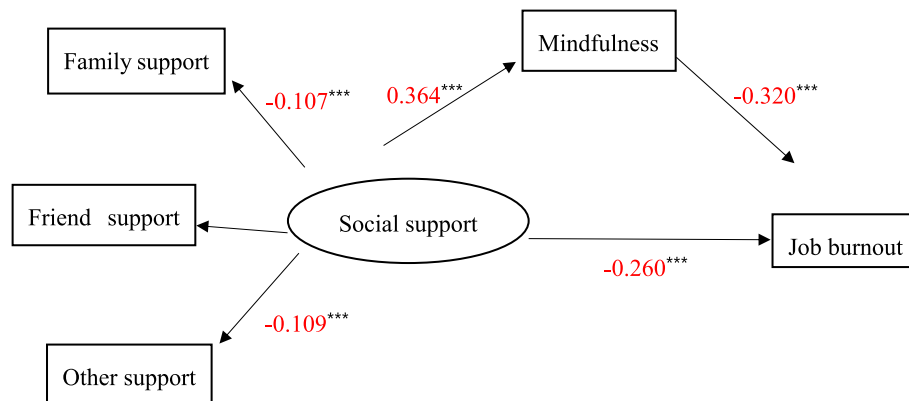 Mindfulness
Family support
-0.107***
0.364***
-0.320***
Friend support
Social support
Job burnout
-0.260***
-0.109***
Other support